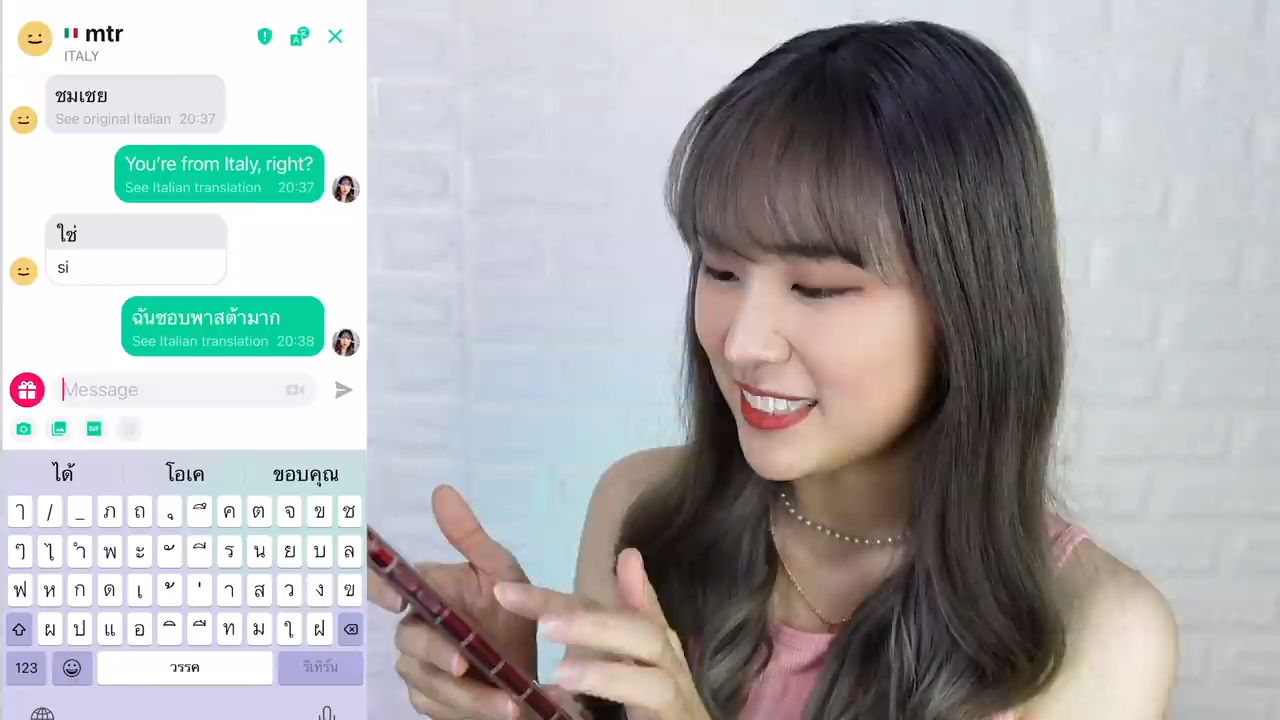 mtr
ITALY
ชมเชย
See original Italian 20:37
You're from Italy, right?
See Italian translation 20:37
ใช่
si
ฉันชอบพาสต้ามาก
See Italian translation 20:38
Message
GIF
ได้ โอเค ขอบคุณ
ๅ / _ ภ ถ ุ ึ ค ต จ ข ช
ๆ ไ ำ พ ะ ั ี ร น ย บ ล
ฟ ห ก ด เ ้ ่ า ส ว ง ฃ
ผ ป แ อ ิ ื ท ม ใ ฝ
123 วรรค รีเทิร์น